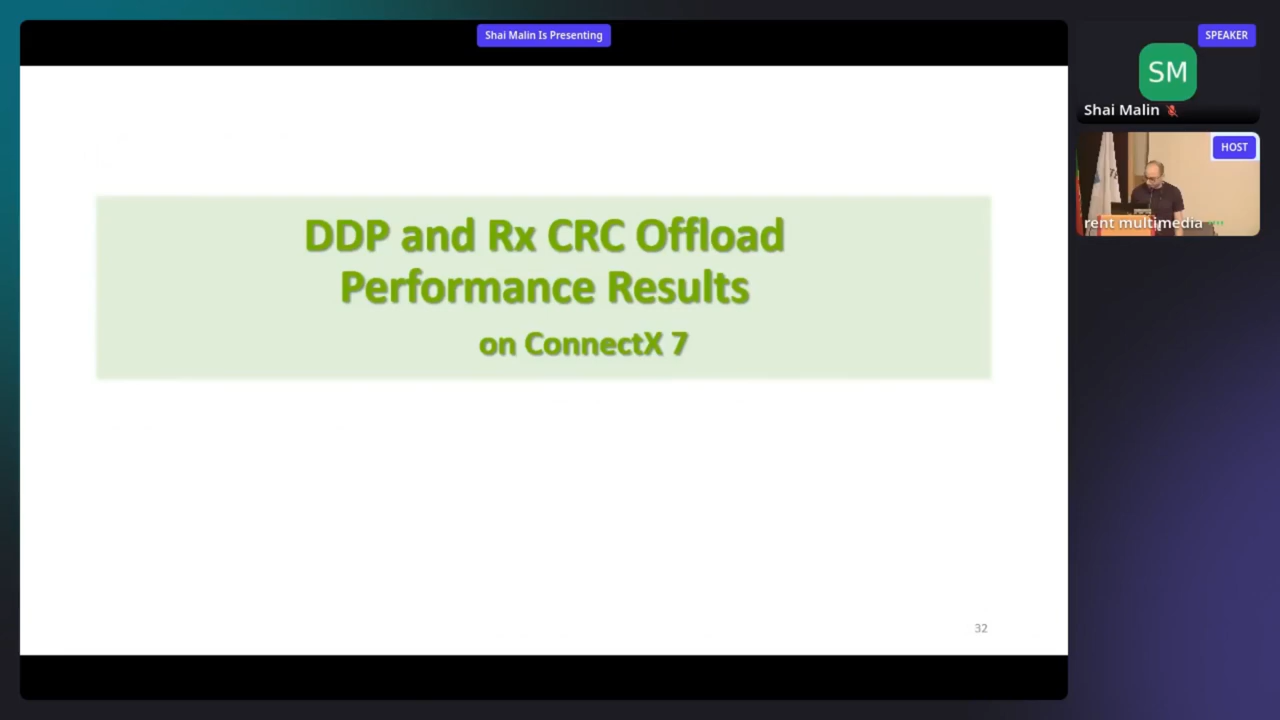 Shai Malin Is Presenting
SPEAKER
SM
Shai Malin
HOST
rent multimedia
DDP and Rx CRC Offload
Performance Results
on ConnectX 7
32